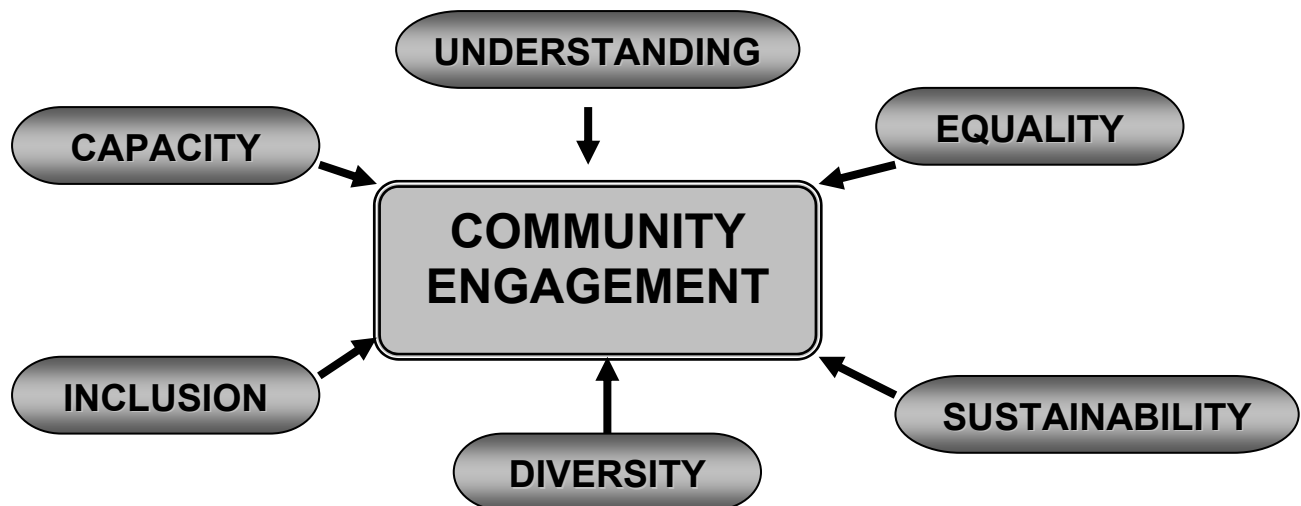 UNDERSTANDING
CAPACITY
EQUALITY
COMMUNITY
ENGAGEMENT
INCLUSION
SUSTAINABILITY
DIVERSITY